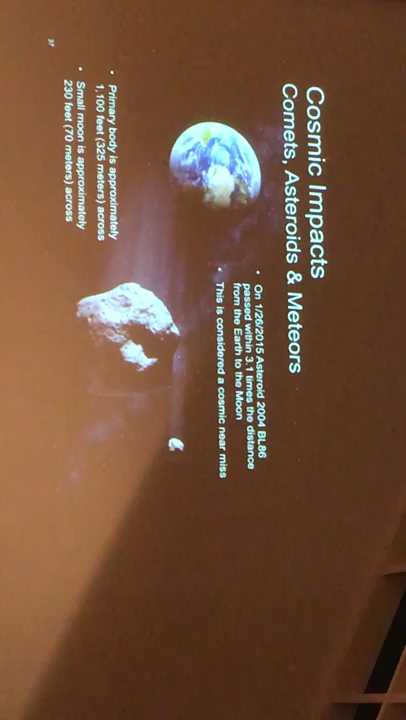 Cosmic Impacts
Comets, Asteroids & Meteors
• On 1/26/2015 Asteroid 2004 BL86
passed within 3.1 times the distance
from the Earth to the Moon
• This is considered a cosmic near miss
• Primary body is approximately
1,100 feet (325 meters) across
• Small moon is approximately
230 feet (70 meters) across
37